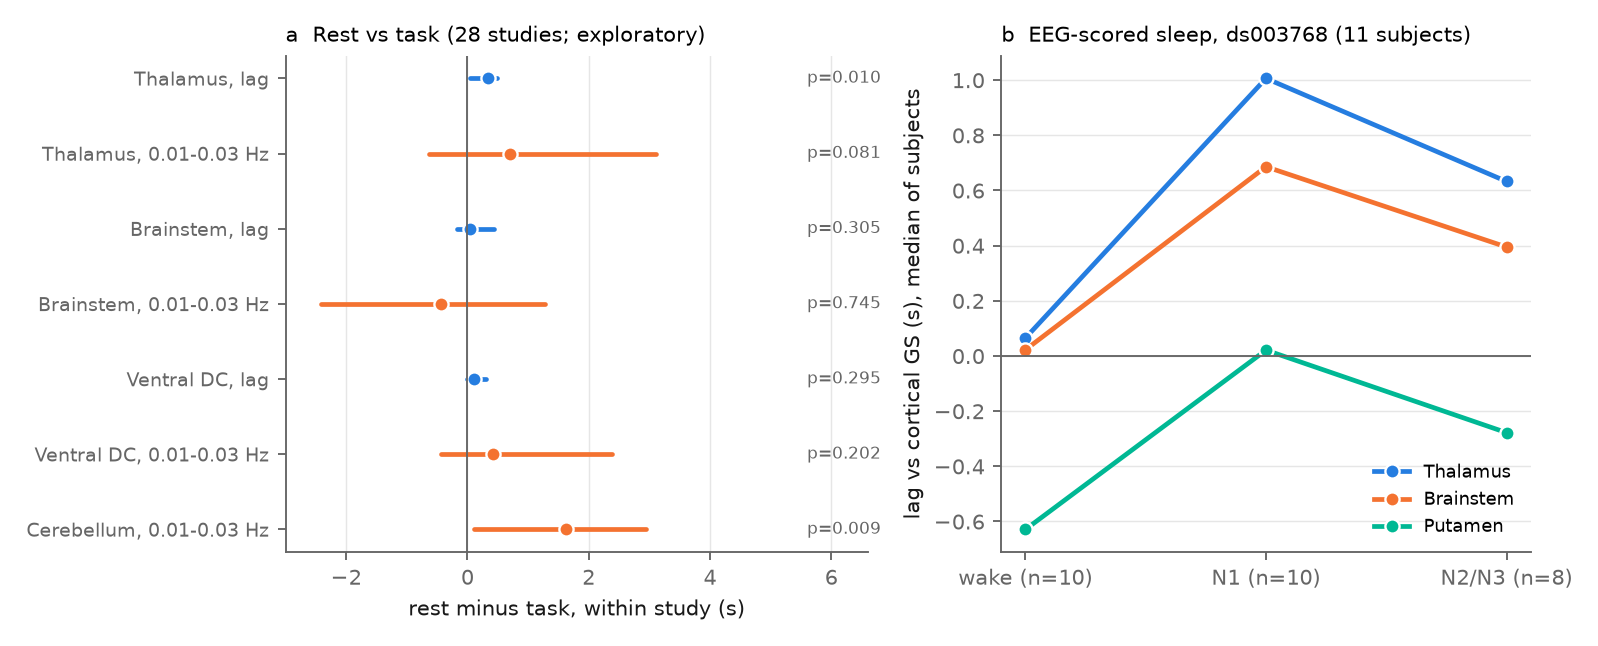 a  Rest vs task (28 studies; exploratory)
Thalamus, lag
p=0.010
Thalamus, 0.01-0.03 Hz
p=0.081
Brainstem, lag
p=0.305
Brainstem, 0.01-0.03 Hz
p=0.745
Ventral DC, lag
p=0.295
Ventral DC, 0.01-0.03 Hz
p=0.202
Cerebellum, 0.01-0.03 Hz
p=0.009
−2 0 2 4 6
rest minus task, within study (s)
b  EEG-scored sleep, ds003768 (11 subjects)
lag vs cortical GS (s), median of subjects
1.0
0.8
0.6
0.4
0.2
0.0
−0.2
−0.4
−0.6
Thalamus
Brainstem
Putamen
wake (n=10) N1 (n=10) N2/N3 (n=8)